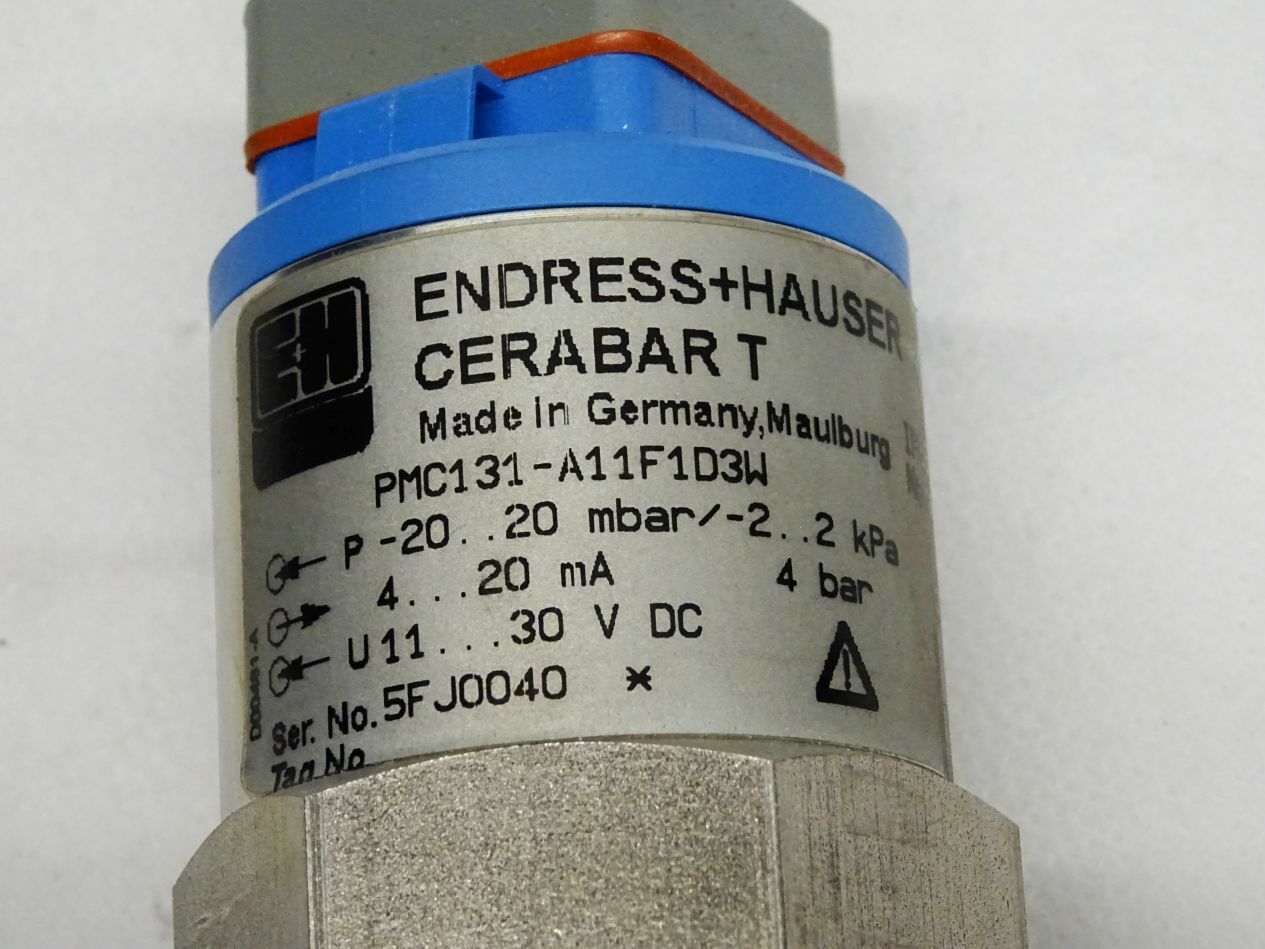 E+H
ENDRESS+HAUSER
CERABAR T
Made in Germany, Maulburg
PMC131-A11F1D3W
P -20..20 mbar/-2..2 kPa
4...20 mA 4 bar
U 11...30 V DC
Ser. No. 5FJ0040 *
Tag No
D00481-A